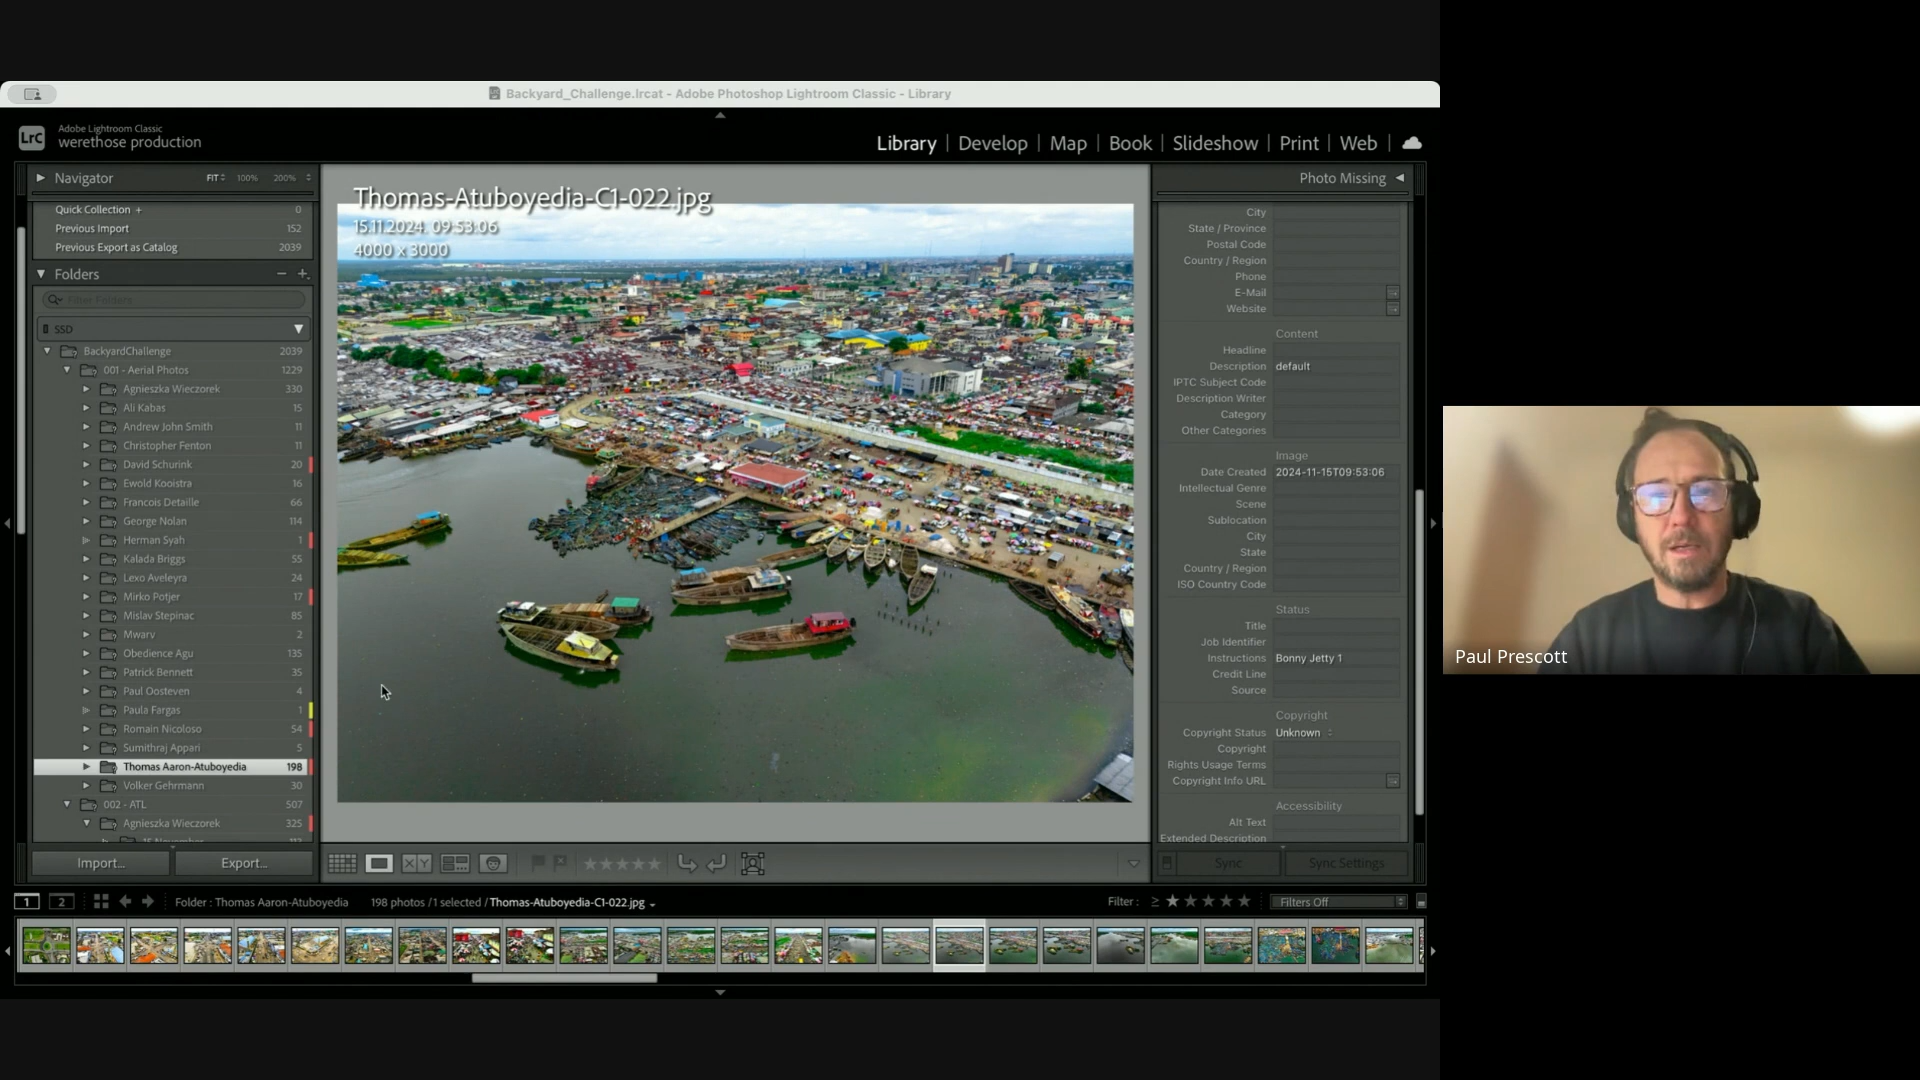 Backyard_Challenge.lrcat - Adobe Photoshop Lightroom Classic - Library
LrC
Adobe Lightroom Classic
werethose production
Library | Develop | Map | Book | Slideshow | Print | Web |
Navigator FIT 100% 200%
Quick Collection + 0
Previous Import 152
Previous Export as Catalog 2039
Folders
Filter Folders
SSD
BackyardChallenge 2039
001 - Aerial Photos 1229
Agnieszka Wieczorek 330
Ali Kabas 15
Andrew John Smith 11
Christopher Fenton 11
David Schurink 20
Ewold Kooistra 16
Francois Detaille 66
George Nolan 114
Herman Syah 1
Kalada Briggs 55
Lexo Aveleyra 24
Mirko Potjer 17
Mislav Stepinac 85
Mwarv 2
Obedience Agu 135
Patrick Bennett 35
Paul Oosteven 4
Paula Fargas 1
Romain Nicoloso 54
Sumithraj Appari 5
Thomas Aaron-Atuboyedia 198
Volker Gehrmann 30
002 - ATL 507
Agnieszka Wieczorek 325
Import...
Export...
Thomas-Atuboyedia-C1-022.jpg
15.11.2024. 09:53:06
4000 x 3000
X Y
Photo Missing
City
State / Province
Postal Code
Country / Region
Phone
E-Mail
Website
Content
Headline
Description default
IPTC Subject Code
Description Writer
Category
Other Categories
Image
Date Created 2024-11-15T09:53:06
Intellectual Genre
Scene
Sublocation
City
State
Country / Region
ISO Country Code
Status
Title
Job Identifier
Instructions Bonny Jetty 1
Credit Line
Source
Copyright
Copyright Status Unknown
Copyright
Rights Usage Terms
Copyright Info URL
Accessibility
Alt Text
Extended Description
Sync
Sync Settings
1 2
Folder : Thomas Aaron-Atuboyedia
198 photos /1 selected /Thomas-Atuboyedia-C1-022.jpg
Filter : ≥ ★★★★★
Filters Off
Paul Prescott